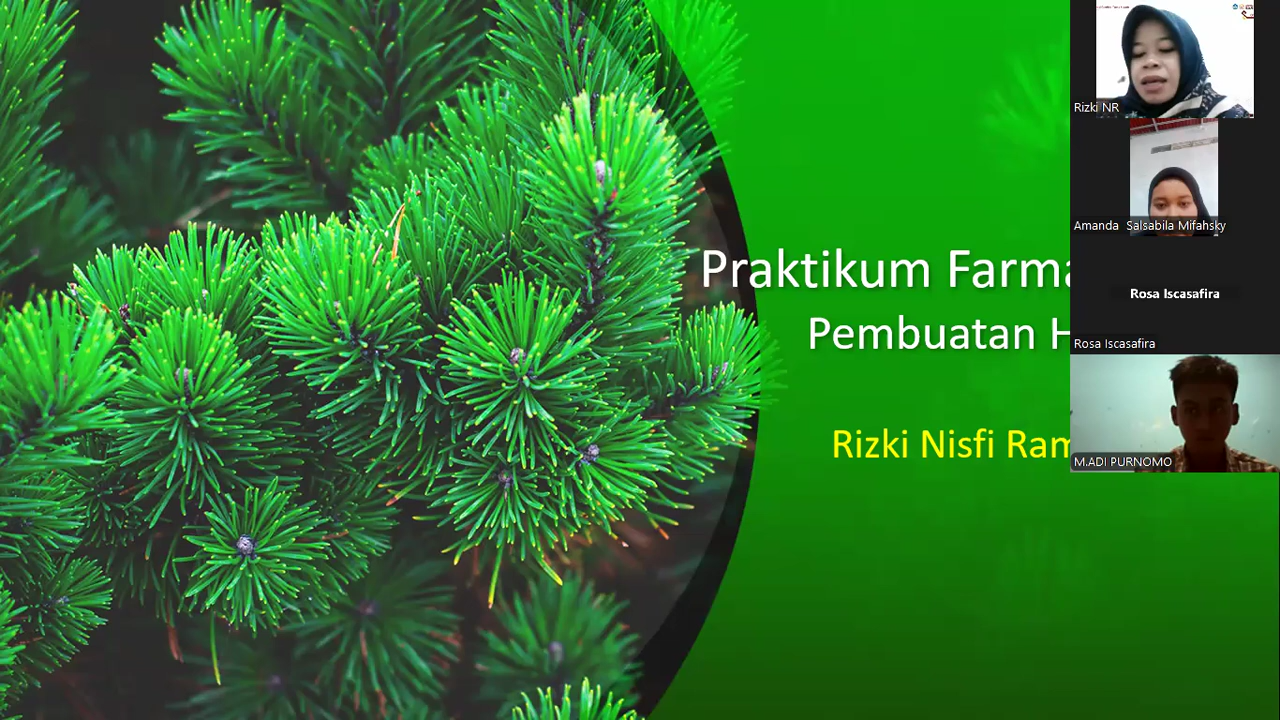 Praktikum Farma
Pembuatan H
Rizki Nisfi Ram
Rizki NR
Amanda Salsabila Mifahsky
Rosa Iscasafira
Rosa Iscasafira
M.ADI PURNOMO